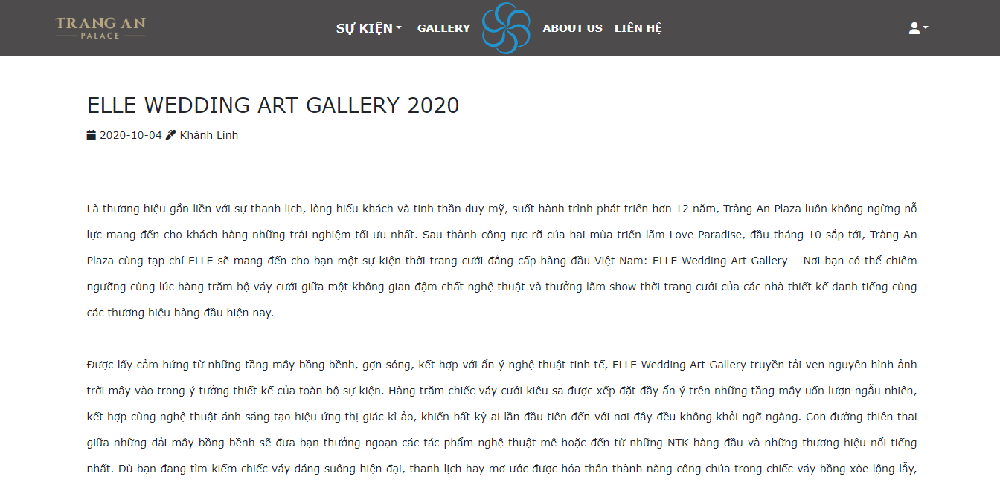 TRANG AN
PALACE
SỰ KIỆN
GALLERY
ABOUT US
LIÊN HỆ
ELLE WEDDING ART GALLERY 2020
2020-10-04 Khánh Linh
Là thương hiệu gắn liền với sự thanh lịch, lòng hiếu khách và tinh thần duy mỹ, suốt hành trình phát triển hơn 12 năm, Tràng An Plaza luôn không ngừng nỗ
lực mang đến cho khách hàng những trải nghiệm tối ưu nhất. Sau thành công rực rỡ của hai mùa triển lãm Love Paradise, đầu tháng 10 sắp tới, Tràng An
Plaza cùng tạp chí ELLE sẽ mang đến cho bạn một sự kiện thời trang cưới đẳng cấp hàng đầu Việt Nam: ELLE Wedding Art Gallery – Nơi bạn có thể chiêm
ngưỡng cùng lúc hàng trăm bộ váy cưới giữa một không gian đậm chất nghệ thuật và thưởng lãm show thời trang cưới của các nhà thiết kế danh tiếng cùng
các thương hiệu hàng đầu hiện nay.
Được lấy cảm hứng từ những tầng mây bồng bềnh, gợn sóng, kết hợp với ẩn ý nghệ thuật tinh tế, ELLE Wedding Art Gallery truyền tải vẹn nguyên hình ảnh
trời mây vào trong ý tưởng thiết kế của toàn bộ sự kiện. Hàng trăm chiếc váy cưới kiêu sa được xếp đặt đầy ẩn ý trên những tầng mây uốn lượn ngẫu nhiên,
kết hợp cùng nghệ thuật ánh sáng tạo hiệu ứng thị giác kì ảo, khiến bất kỳ ai lần đầu tiên đến với nơi đây đều không khỏi ngỡ ngàng. Con đường thiên thai
giữa những dải mây bồng bềnh sẽ đưa bạn thưởng ngoạn các tác phẩm nghệ thuật mê hoặc đến từ những NTK hàng đầu và những thương hiệu nổi tiếng
nhất. Dù bạn đang tìm kiếm chiếc váy dáng suông hiện đại, thanh lịch hay mơ ước được hóa thân thành nàng công chúa trong chiếc váy bồng xòe lộng lẫy,